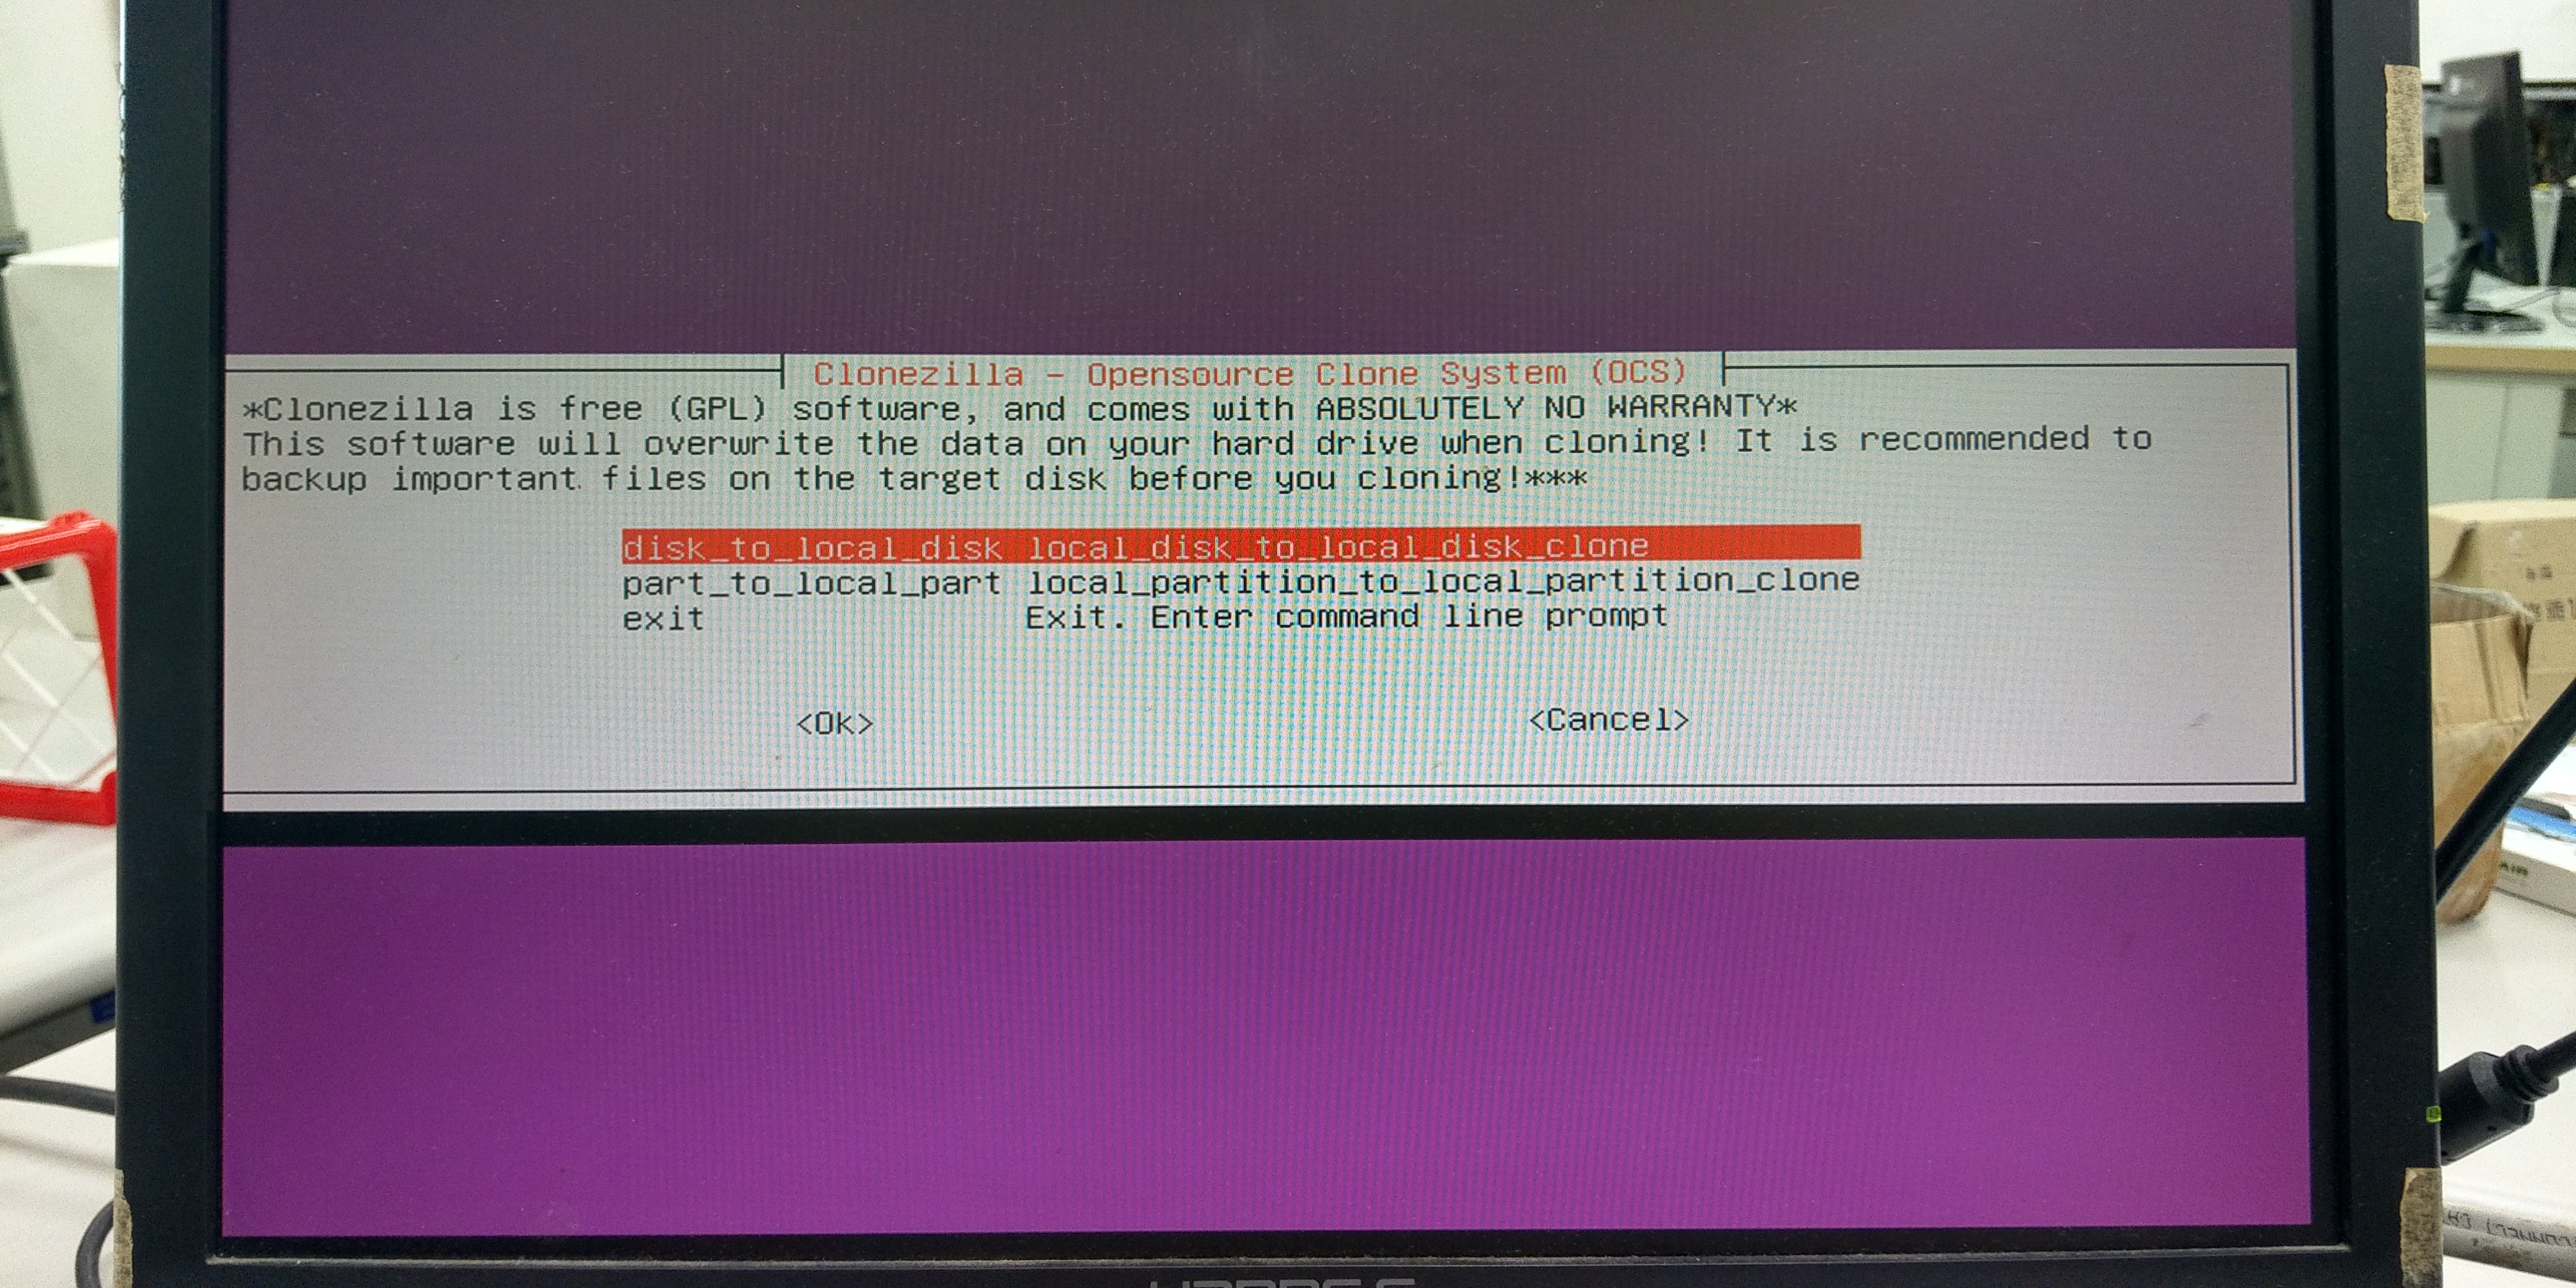 Clonezilla - Opensource Clone System (OCS)
*Clonezilla is free (GPL) software, and comes with ABSOLUTELY NO WARRANTY*
This software will overwrite the data on your hard drive when cloning! It is recommended to
backup important files on the target disk before you cloning!***
disk_to_local_disk local_disk_to_local_disk_clone
part_to_local_part local_partition_to_local_partition_clone
exit Exit. Enter command line prompt
<Ok> <Cancel>